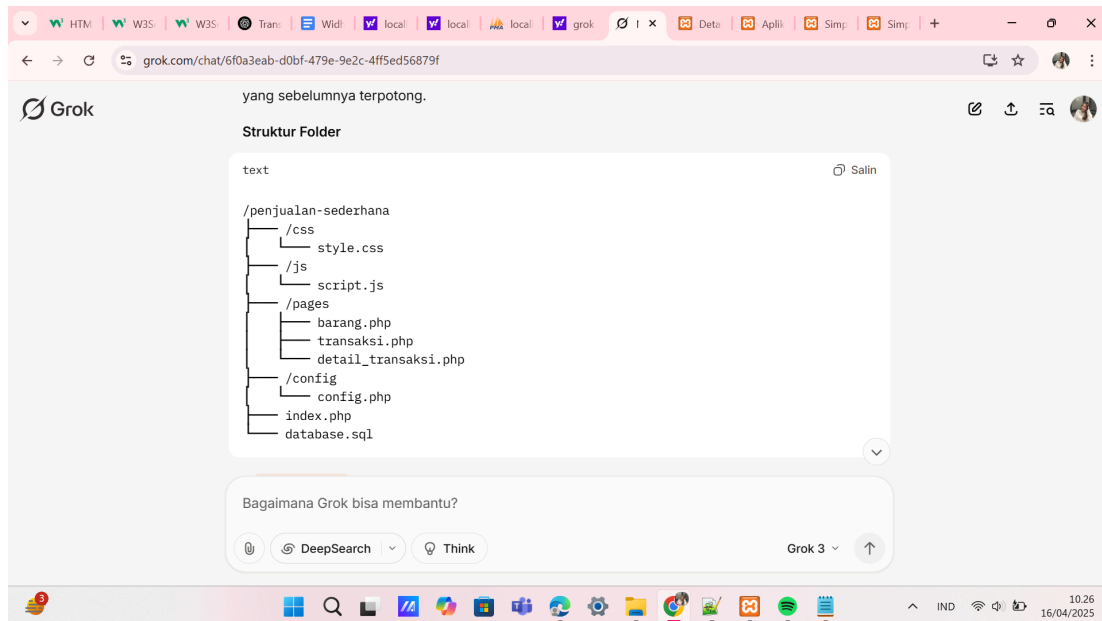 HTM
W3S
W3S
Trans
Widh
local
local
local
grok
Deta
Aplik
Simp
Simp
grok.com/chat/6f0a3eab-d0bf-479e-9e2c-4ff5ed56879f
Grok
yang sebelumnya terpotong.
Struktur Folder
text
Salin
/penjualan-sederhana
├── /css
│   └── style.css
├── /js
│   └── script.js
├── /pages
│   ├── barang.php
│   ├── transaksi.php
│   └── detail_transaksi.php
├── /config
│   └── config.php
├── index.php
└── database.sql
Bagaimana Grok bisa membantu?
DeepSearch
Think
Grok 3
3
IND
10.26
16/04/2025